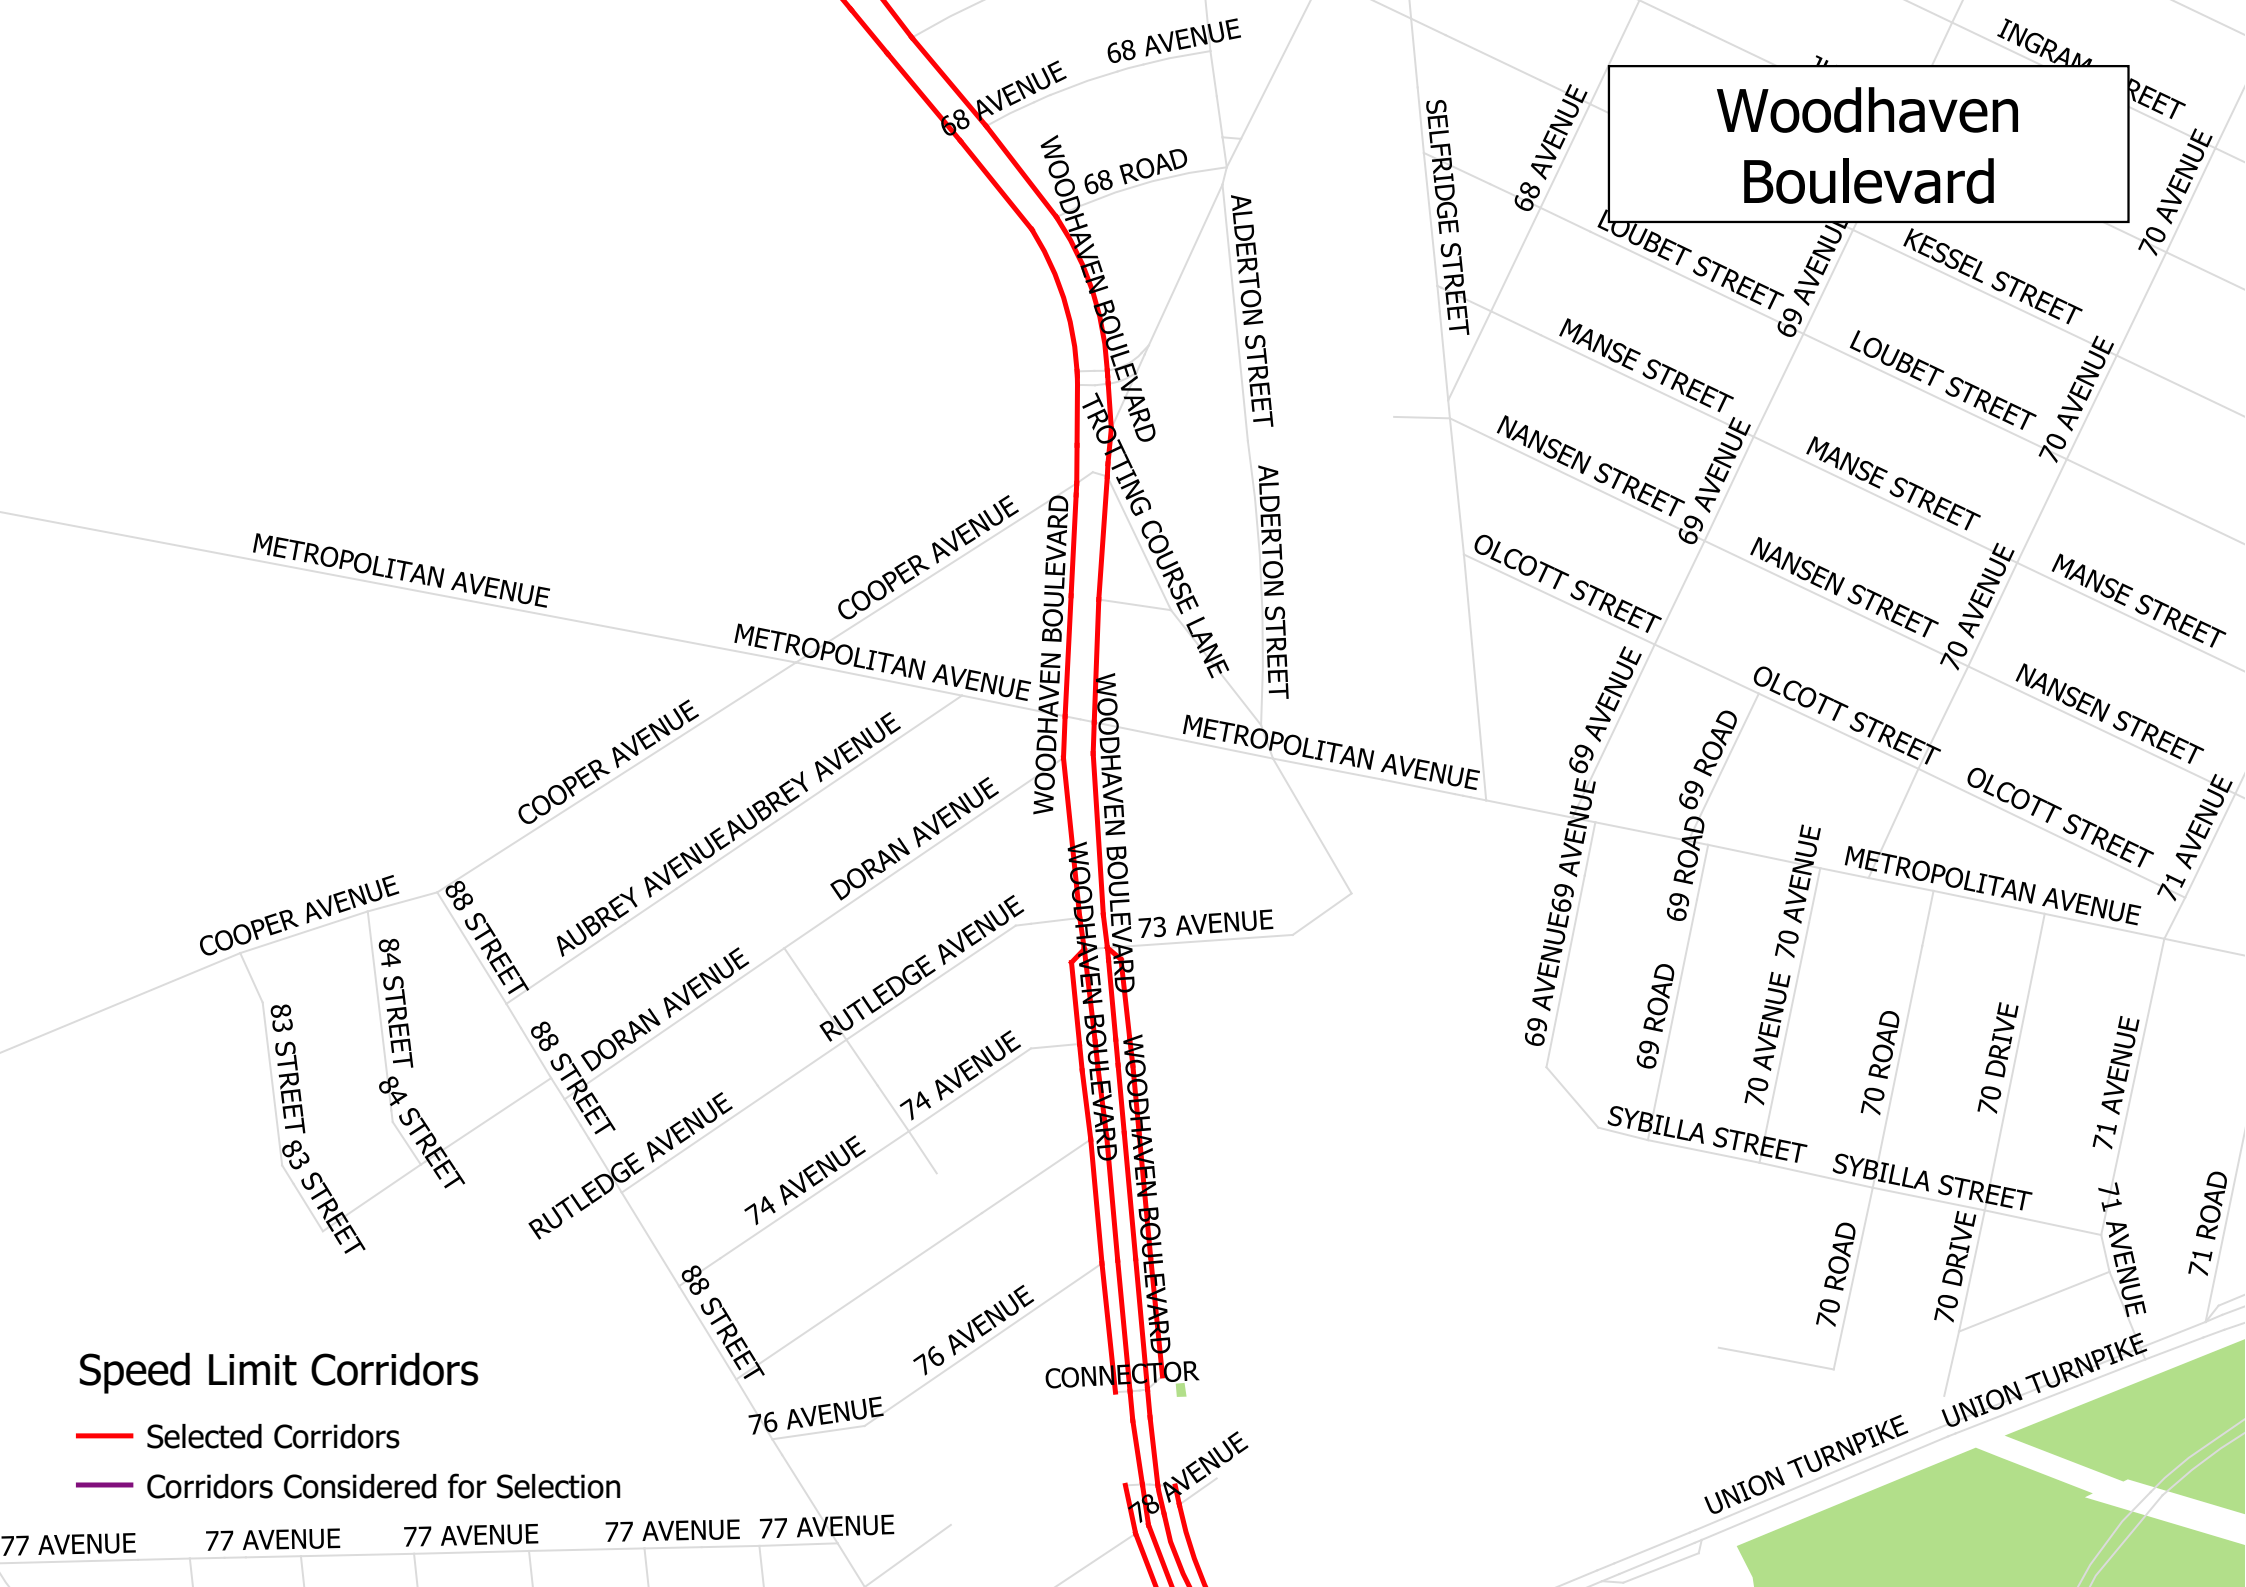 68 AVENUE
68 AVENUE
INGRAM
REET
Woodhaven
Boulevard
68 ROAD
WOODHAVEN BOULEVARD
SELFRIDGE STREET
68 AVENUE
70 AVENUE
ALDERTON STREET
LOUBET STREET
69 AVENUE
KESSEL STREET
MANSE STREET
LOUBET STREET
70 AVENUE
TROTTING COURSE LANE
NANSEN STREET
69 AVENUE
MANSE STREET
ALDERTON STREET
METROPOLITAN AVENUE
COOPER AVENUE
WOODHAVEN BOULEVARD
OLCOTT STREET
NANSEN STREET
70 AVENUE
MANSE STREET
METROPOLITAN AVENUE
WOODHAVEN BOULEVARD
METROPOLITAN AVENUE
69 AVENUE
69 ROAD
OLCOTT STREET
NANSEN STREET
COOPER AVENUE
AUBREY AVENUE
AUBREY AVENUE
DORAN AVENUE
69 AVENUE
69 ROAD
70 AVENUE
OLCOTT STREET
71 AVENUE
METROPOLITAN AVENUE
COOPER AVENUE
88 STREET
WOODHAVEN BOULEVARD
73 AVENUE
69 AVENUE
69 ROAD
70 AVENUE
84 STREET
DORAN AVENUE
RUTLEDGE AVENUE
83 STREET
88 STREET
74 AVENUE
WOODHAVEN BOULEVARD
70 ROAD
70 DRIVE
71 AVENUE
84 STREET
83 STREET
RUTLEDGE AVENUE
74 AVENUE
SYBILLA STREET
SYBILLA STREET
71 AVENUE
71 ROAD
70 ROAD
70 DRIVE
88 STREET
76 AVENUE
CONNECTOR
76 AVENUE
UNION TURNPIKE
UNION TURNPIKE
78 AVENUE
Speed Limit Corridors
Selected Corridors
Corridors Considered for Selection
77 AVENUE
77 AVENUE
77 AVENUE
77 AVENUE
77 AVENUE